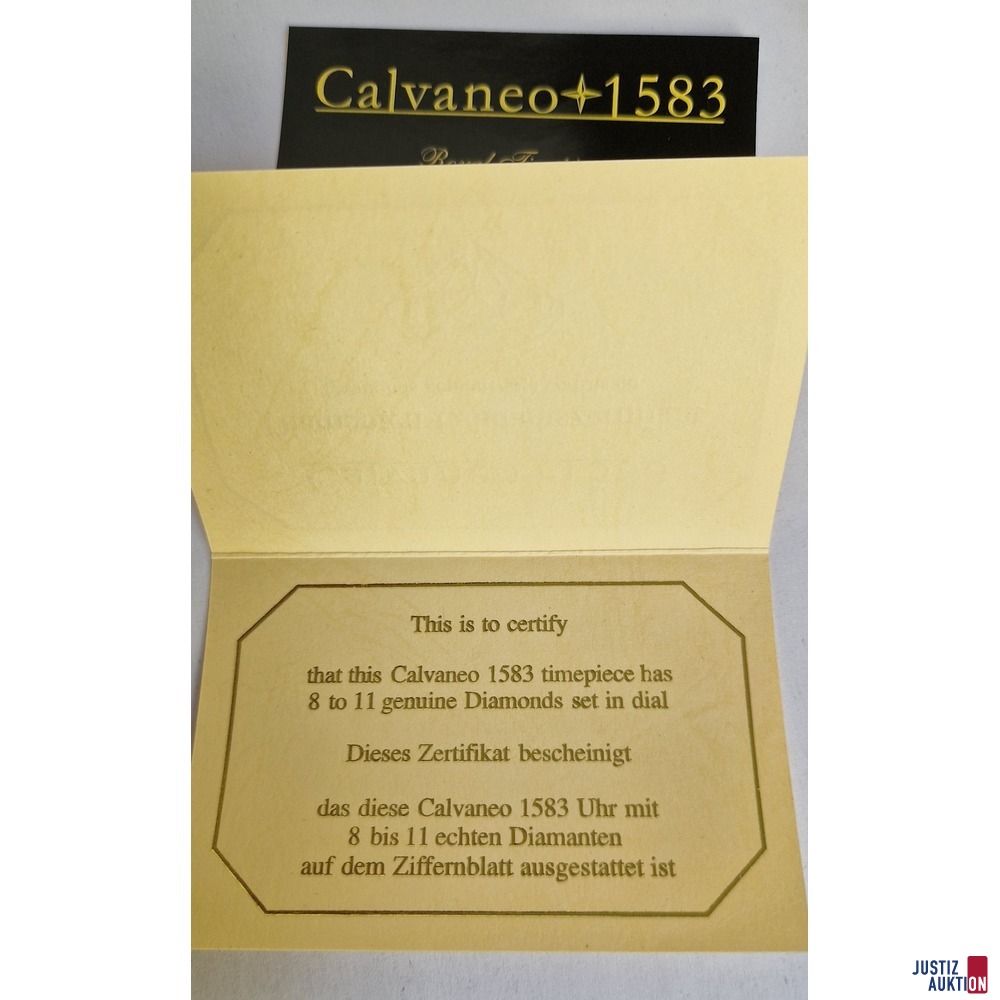 Calvaneo 1583
This is to certify
that this Calvaneo 1583 timepiece has
8 to 11 genuine Diamonds set in dial
Dieses Zertifikat bescheinigt
das diese Calvaneo 1583 Uhr mit
8 bis 11 echten Diamanten
auf dem Ziffernblatt ausgestattet ist
JUSTIZ
AUKTION